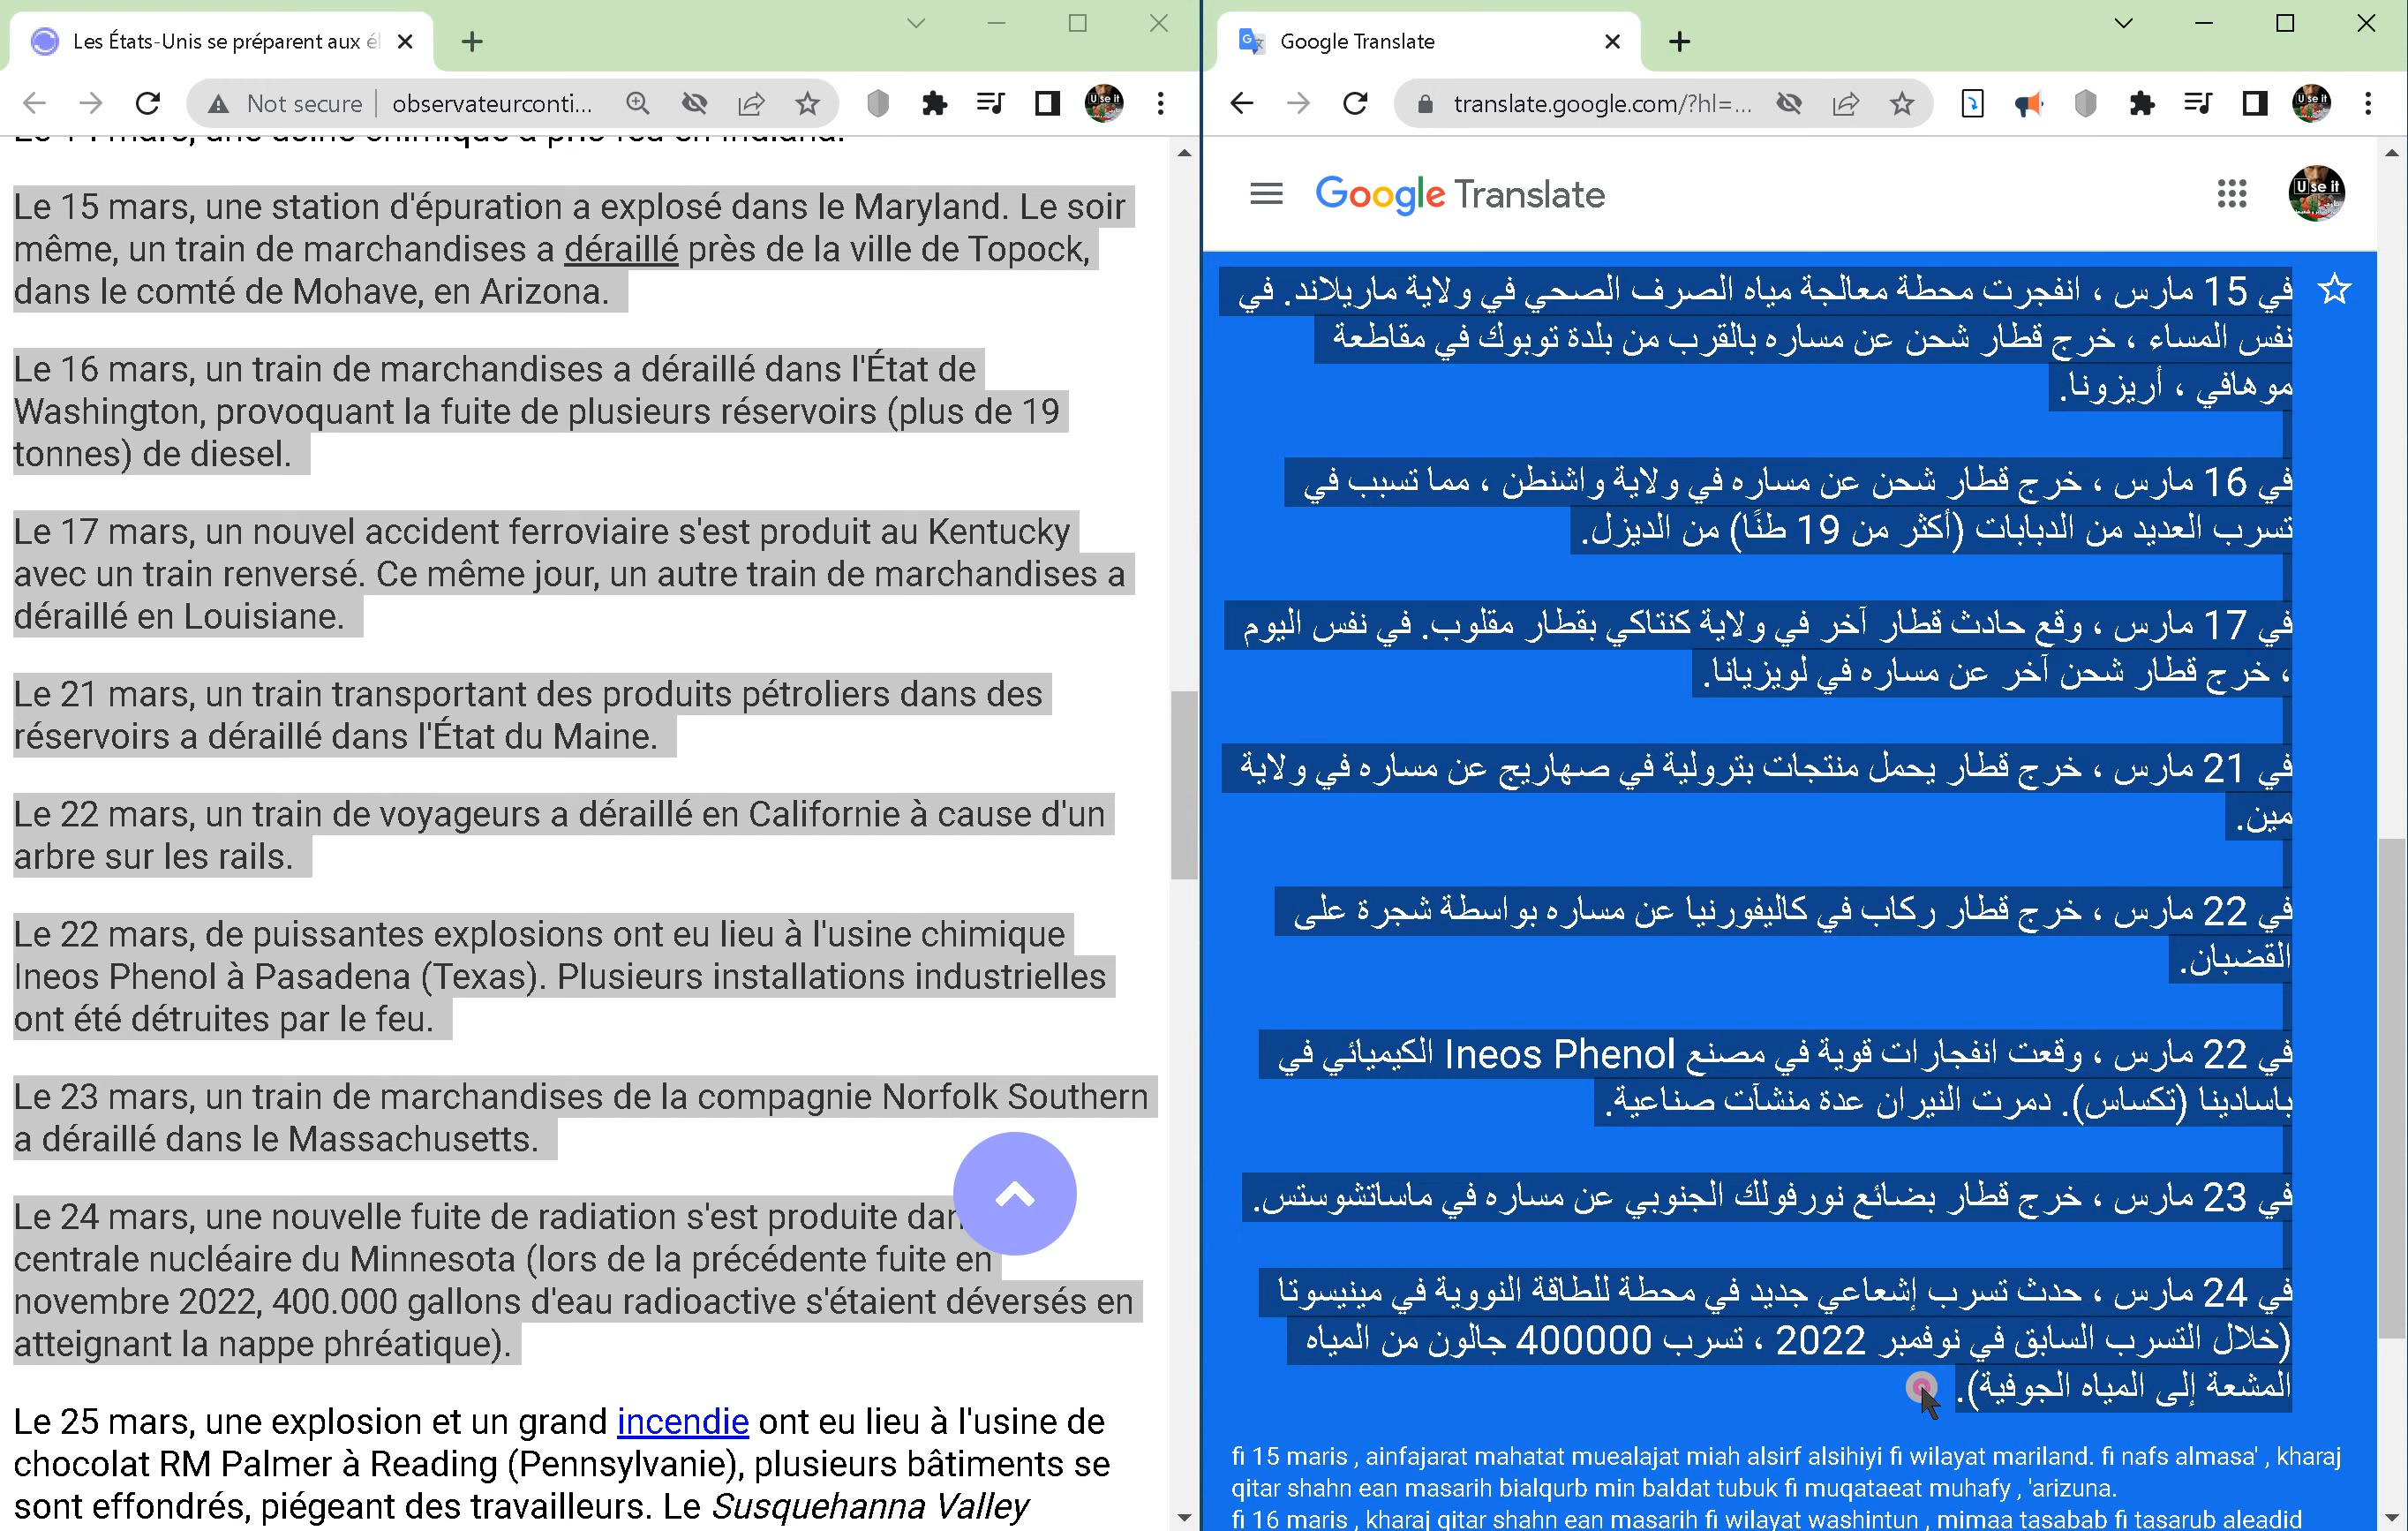 Les États-Unis se préparent aux él
Not secure
observateurconti...
Le 15 mars, une station d'épuration a explosé dans le Maryland. Le soir
même, un train de marchandises a déraillé près de la ville de Topock,
dans le comté de Mohave, en Arizona.
Le 16 mars, un train de marchandises a déraillé dans l'État de
Washington, provoquant la fuite de plusieurs réservoirs (plus de 19
tonnes) de diesel.
Le 17 mars, un nouvel accident ferroviaire s'est produit au Kentucky
avec un train renversé. Ce même jour, un autre train de marchandises a
déraillé en Louisiane.
Le 21 mars, un train transportant des produits pétroliers dans des
réservoirs a déraillé dans l'État du Maine.
Le 22 mars, un train de voyageurs a déraillé en Californie à cause d'un
arbre sur les rails.
Le 22 mars, de puissantes explosions ont eu lieu à l'usine chimique
Ineos Phenol à Pasadena (Texas). Plusieurs installations industrielles
ont été détruites par le feu.
Le 23 mars, un train de marchandises de la compagnie Norfolk Southern
a déraillé dans le Massachusetts.
Le 24 mars, une nouvelle fuite de radiation s'est produite
centrale nucléaire du Minnesota (lors de la précédente fuite en
novembre 2022, 400.000 gallons d'eau radioactive s'étaient déversés en
atteignant la nappe phréatique).
Le 25 mars, une explosion et un grand incendie ont eu lieu à l'usine de
chocolat RM Palmer à Reading (Pennsylvanie), plusieurs bâtiments se
sont effondrés, piégeant des travailleurs. Le Susquehanna Valley
Google Translate
translate.google.com/?hl=...
Google Translate
U se it
في 15 مارس ، انفجرت محطة معالجة مياه الصرف الصحي في ولاية ماريلاند. في
نفس المساء ، خرج قطار شحن عن مساره بالقرب من بلدة توبوك في مقاطعة
موهافي ، أريزونا.
في 16 مارس ، خرج قطار شحن عن مساره في ولاية واشنطن ، مما تسبب في
تسرب العديد من الدبابات (أكثر من 19 طنًا) من الديزل.
في 17 مارس ، وقع حادث قطار آخر في ولاية كنتاكي بقطار مقلوب. في نفس اليوم
، خرج قطار شحن آخر عن مساره في لويزيانا.
في 21 مارس ، خرج قطار يحمل منتجات بترولية في صهاريج عن مساره في ولاية
مين.
في 22 مارس ، خرج قطار ركاب في كاليفورنيا عن مساره بواسطة شجرة على
القضبان.
في 22 مارس ، وقعت انفجارات قوية في مصنع Ineos Phenol الكيميائي في
باسادينا (تكساس). دمرت النيران عدة منشآت صناعية.
في 23 مارس ، خرج قطار بضائع نورفولك الجنوبي عن مساره في ماساتشوستس.
في 24 مارس ، حدث تسرب إشعاعي جديد في محطة للطاقة النووية في مينيسوتا
(خلال التسرب السابق في نوفمبر 2022 ، تسرب 400000 جالون من المياه
المشعة إلى المياه الجوفية).
fi 15 maris , ainfajarat mahatat muealajat miah alsirf alsihiyi fi wilayat mariland. fi nafs almasa' , kharaj
qitar shahn ean masarih bialqurb min baldat tubuk fi muqataeat muhafy , 'arizuna.
fi 16 maris , kharaj qitar shahn ean masarih fi wilayat washintun , mimaa tasabab fi tasarub aleadid